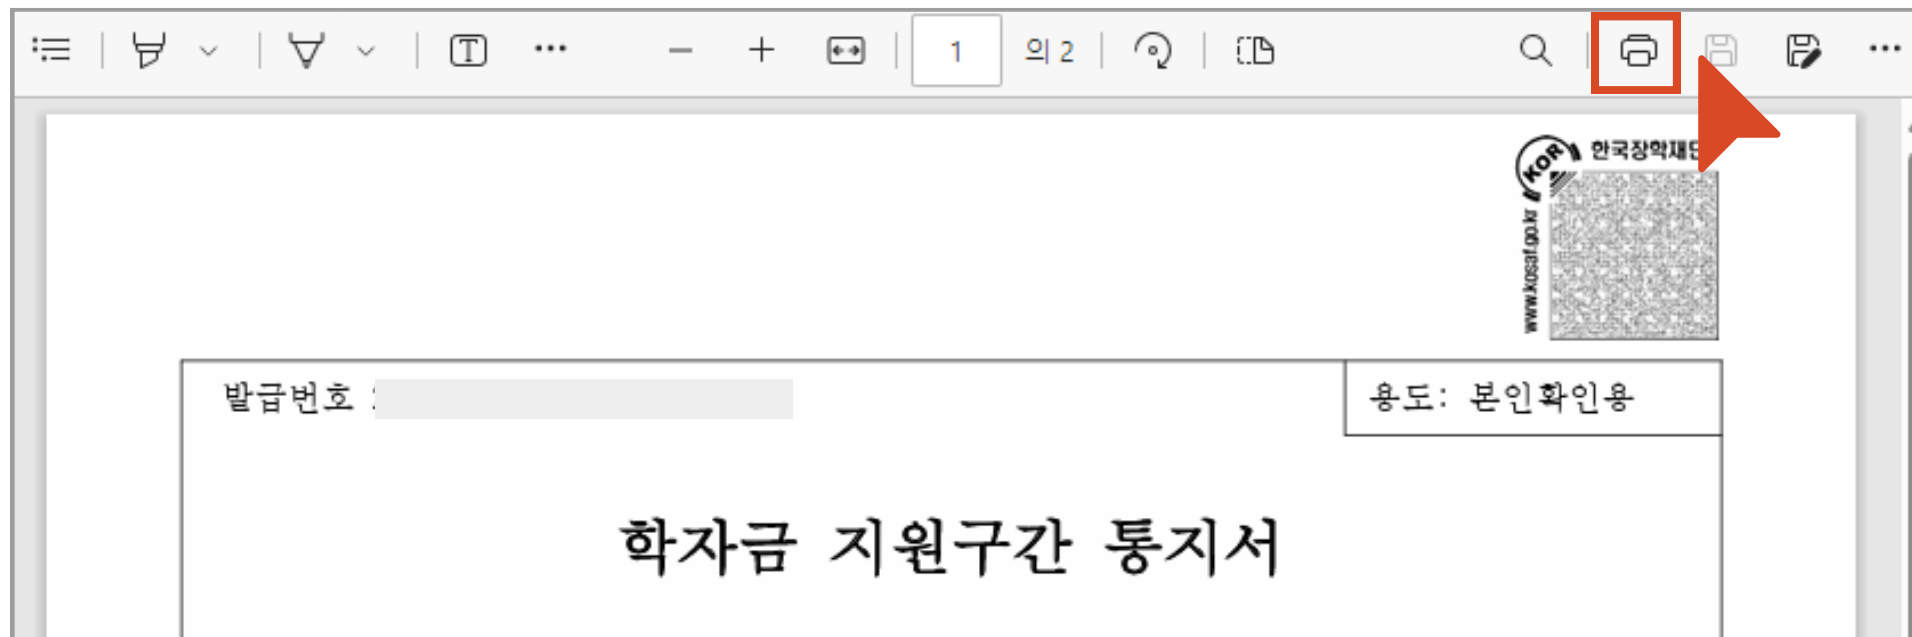 1 의 2
KOR 한국장학재단
www.kosaf.go.kr
발급번호
용도: 본인확인용
학자금 지원구간 통지서